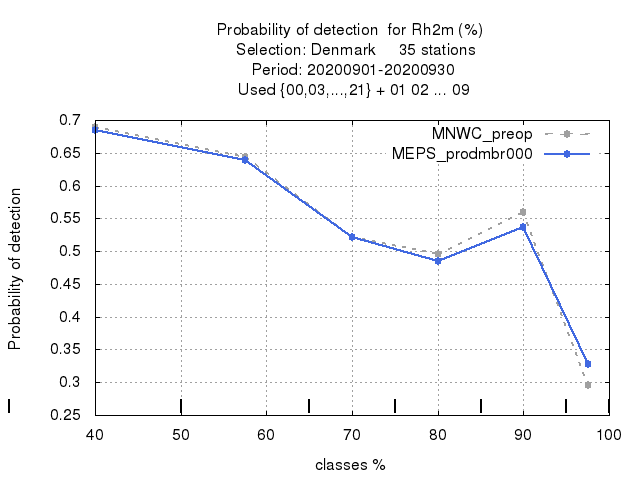 Probability of detection  for Rh2m (%)
Selection: Denmark     35 stations
Period: 20200901-20200930
Used {00,03,...,21} + 01 02 ... 09
MNWC_preop
MEPS_prodmbr000
Probability of detection
0.7
0.65
0.6
0.55
0.5
0.45
0.4
0.35
0.3
0.25
40 50 60 70 80 90 100
classes %